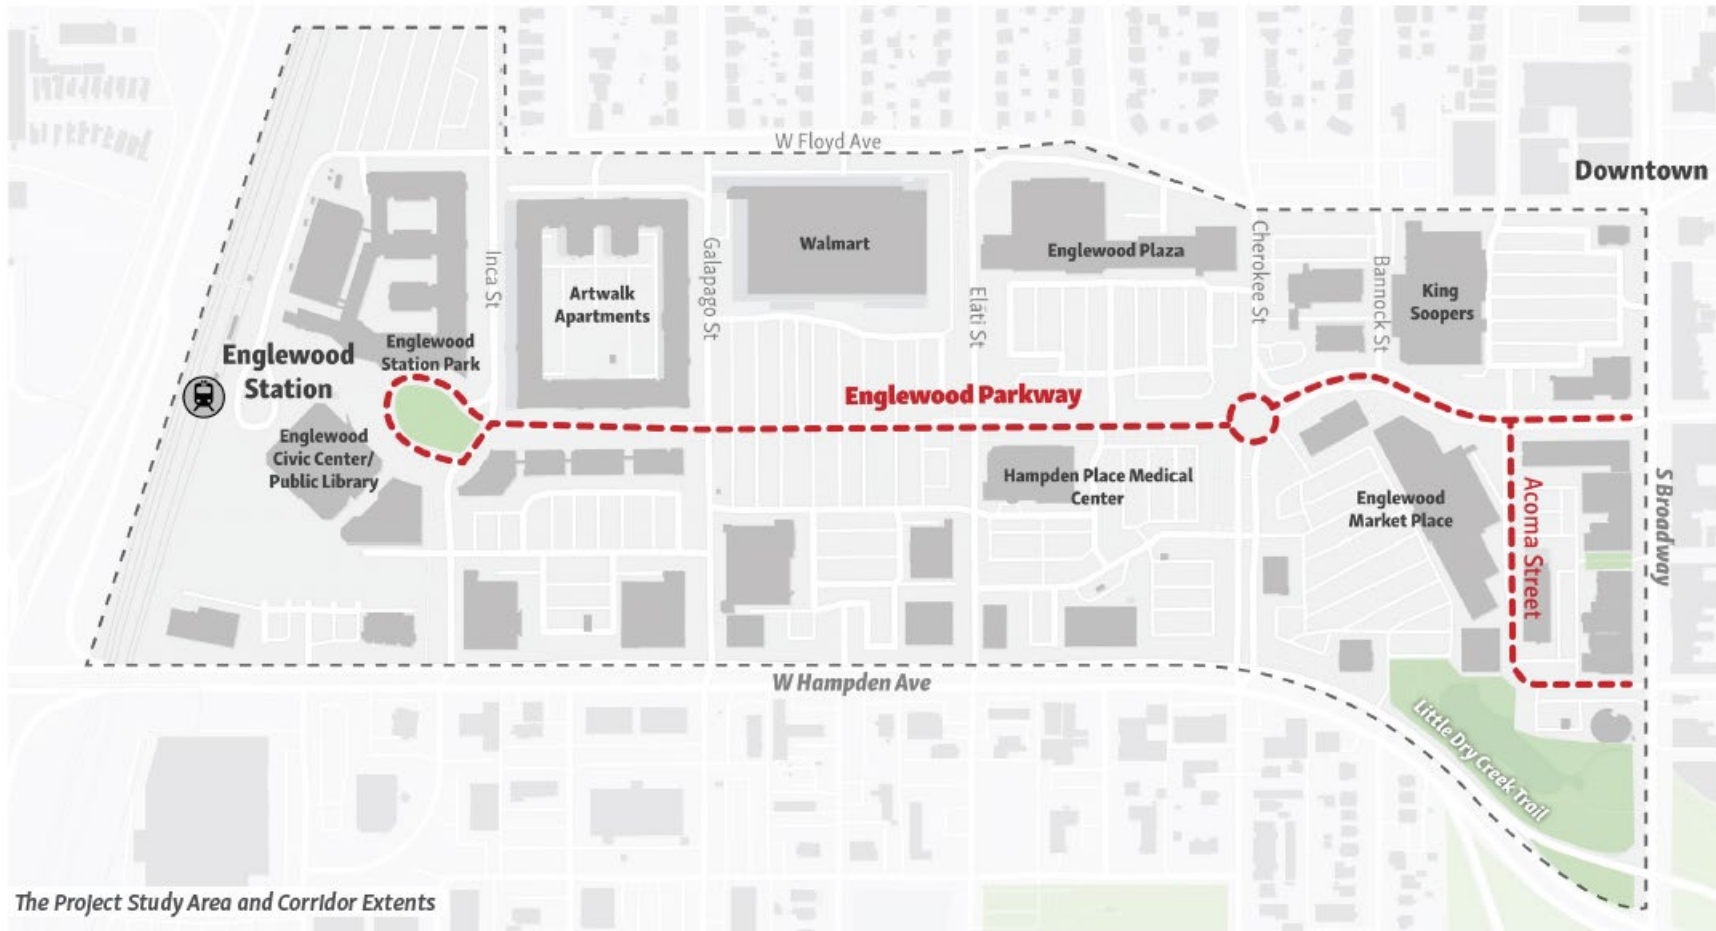 W Floyd Ave
Downtown
Inca St
Artwalk
Apartments
Galapago St
Walmart
Elati St
Englewood Plaza
Cherokee St
Bannock St
King
Soopers
Englewood
Station Park
Englewood
Station
Englewood Parkway
Englewood
Civic Center/
Public Library
Hampden Place Medical
Center
Englewood
Market Place
Acoma Street
S Broadway
W Hampden Ave
Little Dry Creek Trail
The Project Study Area and Corridor Extents